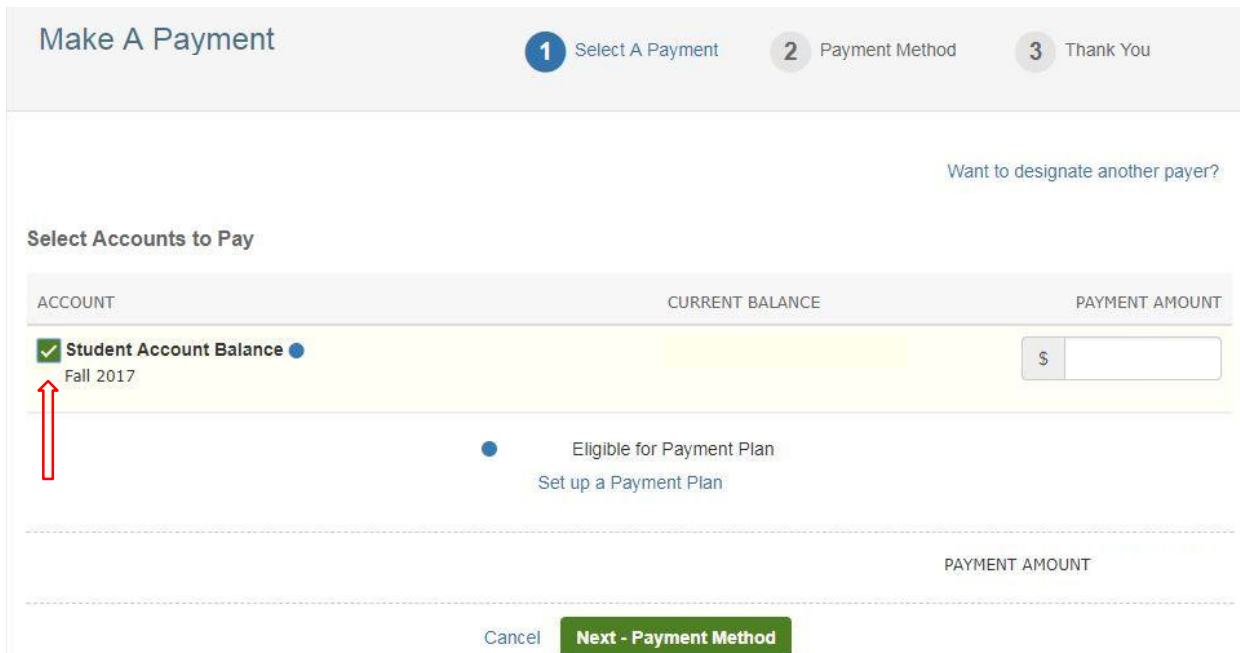 Make A Payment
1 Select A Payment 2 Payment Method 3 Thank You
Want to designate another payer?
Select Accounts to Pay
ACCOUNT CURRENT BALANCE PAYMENT AMOUNT
Student Account Balance
$
Fall 2017
Eligible for Payment Plan
Set up a Payment Plan
PAYMENT AMOUNT
Cancel Next - Payment Method